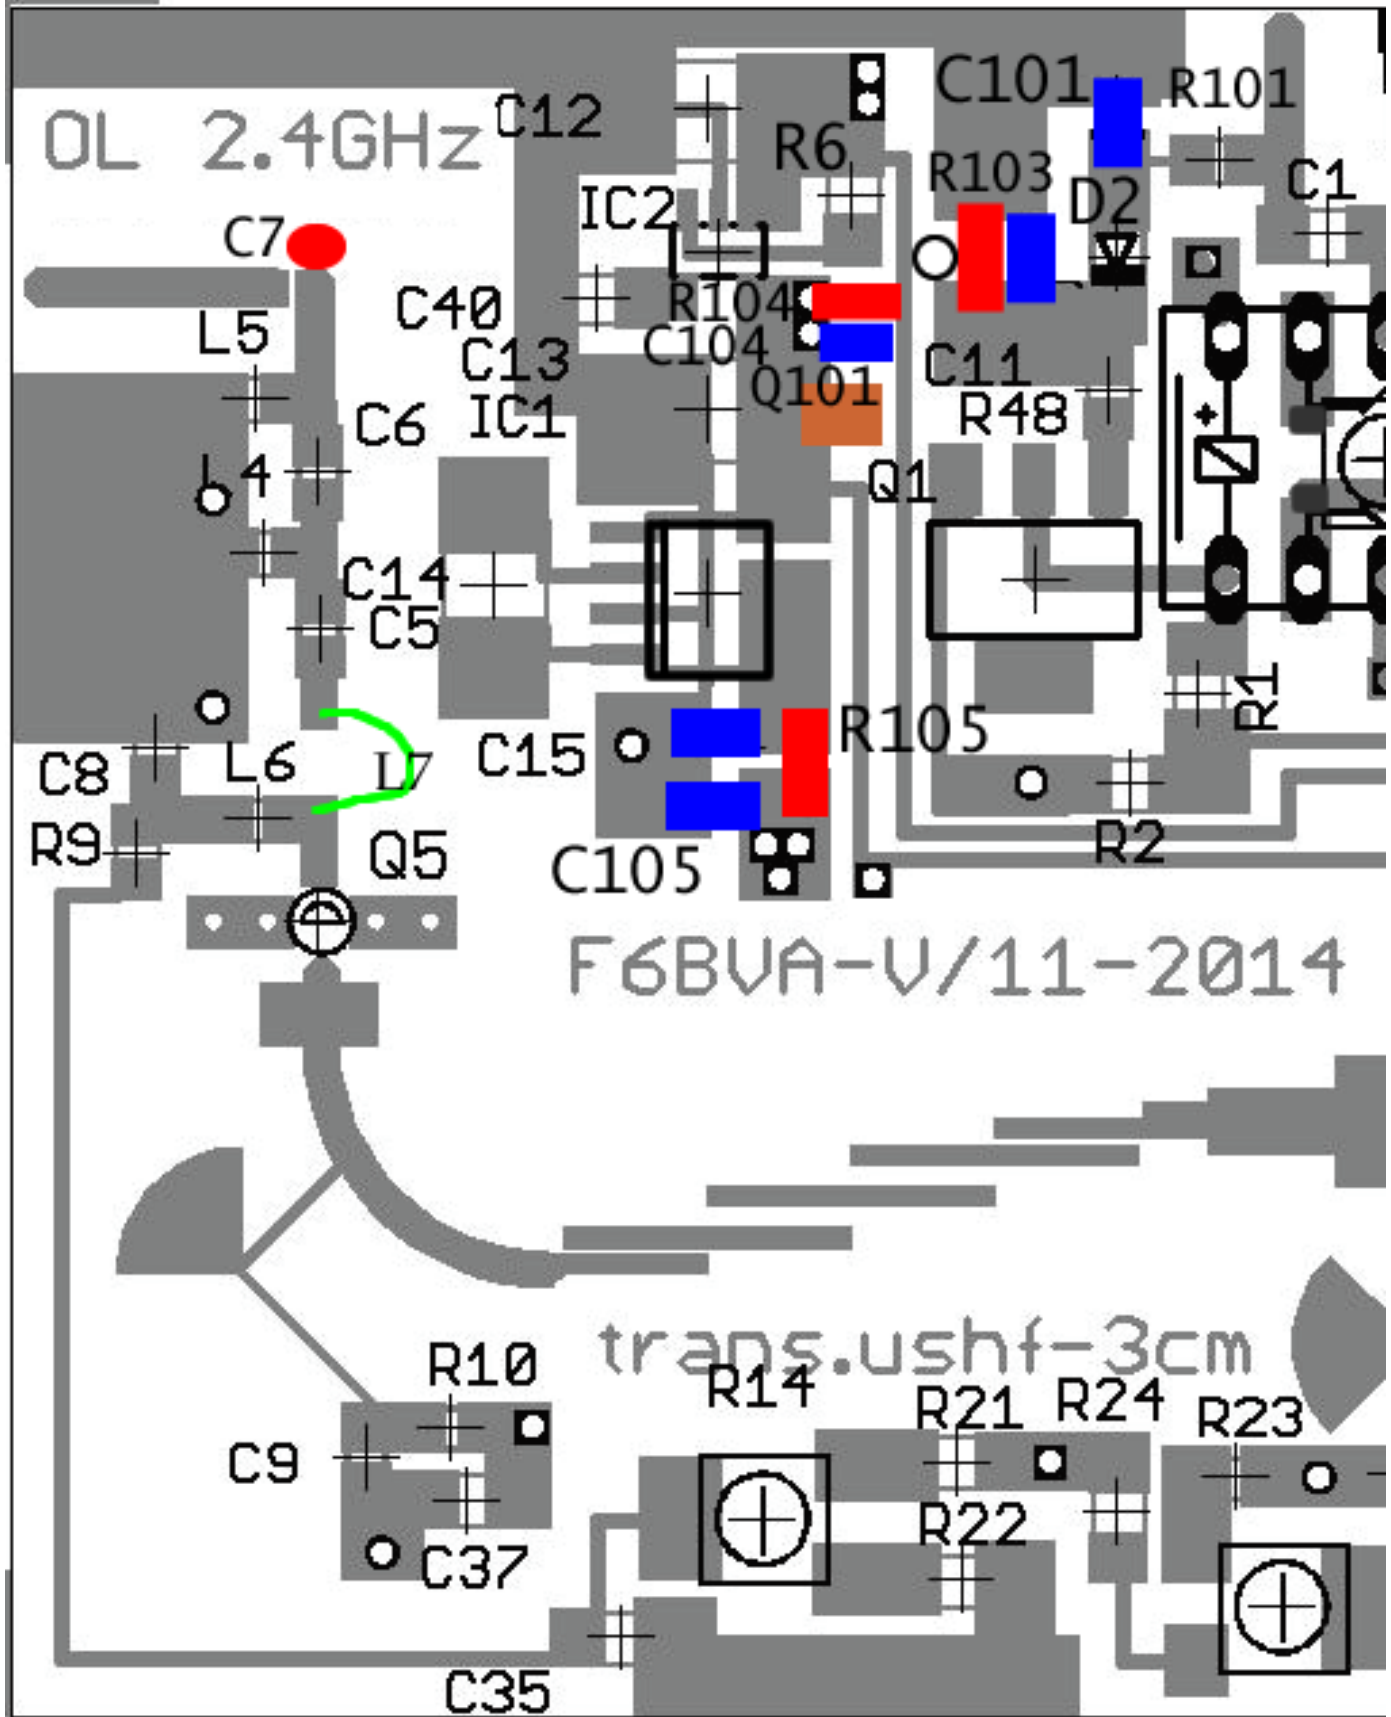 C101
R101
OL 2.4GHz
C12
R6
R103
C1
IC2
D2
C7
R104
C40
L5
C104
C13
C11
Q101
IC1
R48
C6
L4
Q1
C14
C5
R1
R105
C15
L7
L6
C8
R2
R9
Q5
C105
F6BVA-V/11-2014
trans.ushf-3cm
R10
R14
R24
R21
R23
C9
R22
C37
C35